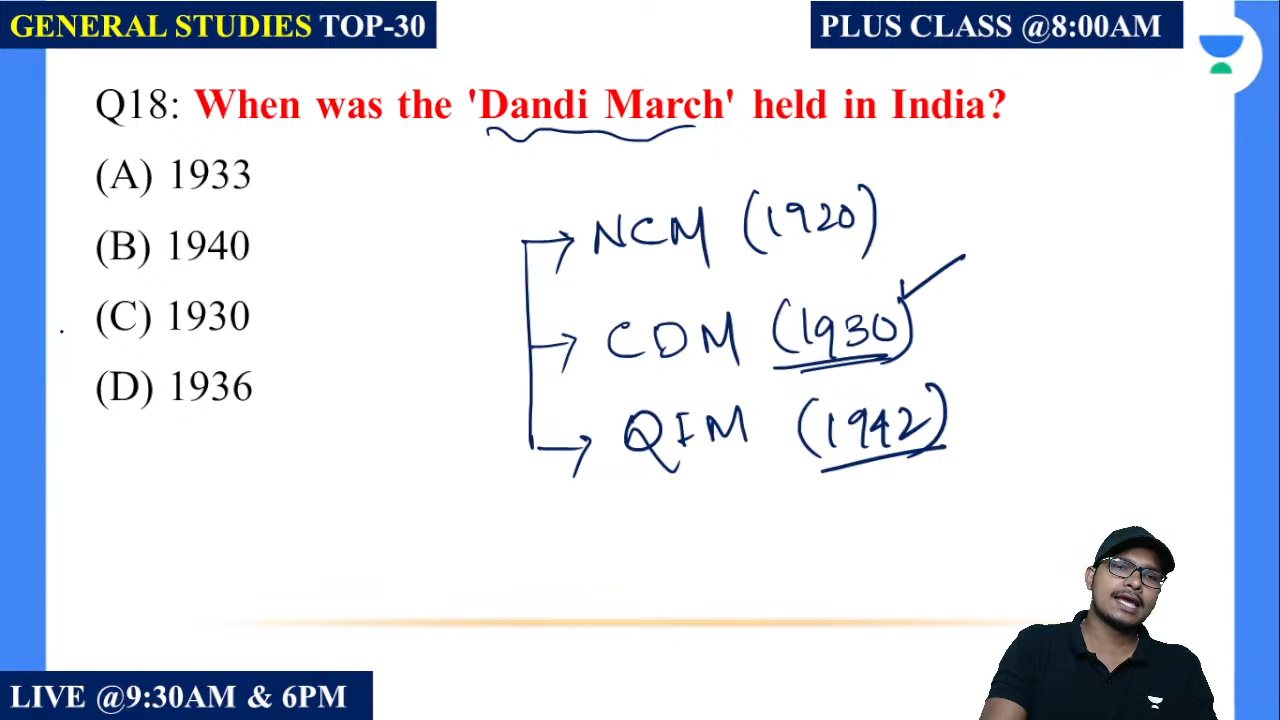 GENERAL STUDIES TOP-30
PLUS CLASS @8:00AM
Q18: When was the 'Dandi March' held in India?
(A) 1933
(B) 1940
(C) 1930
(D) 1936
NCM (1920)
CDM (1930)
QIM (1942)
LIVE @9:30AM & 6PM